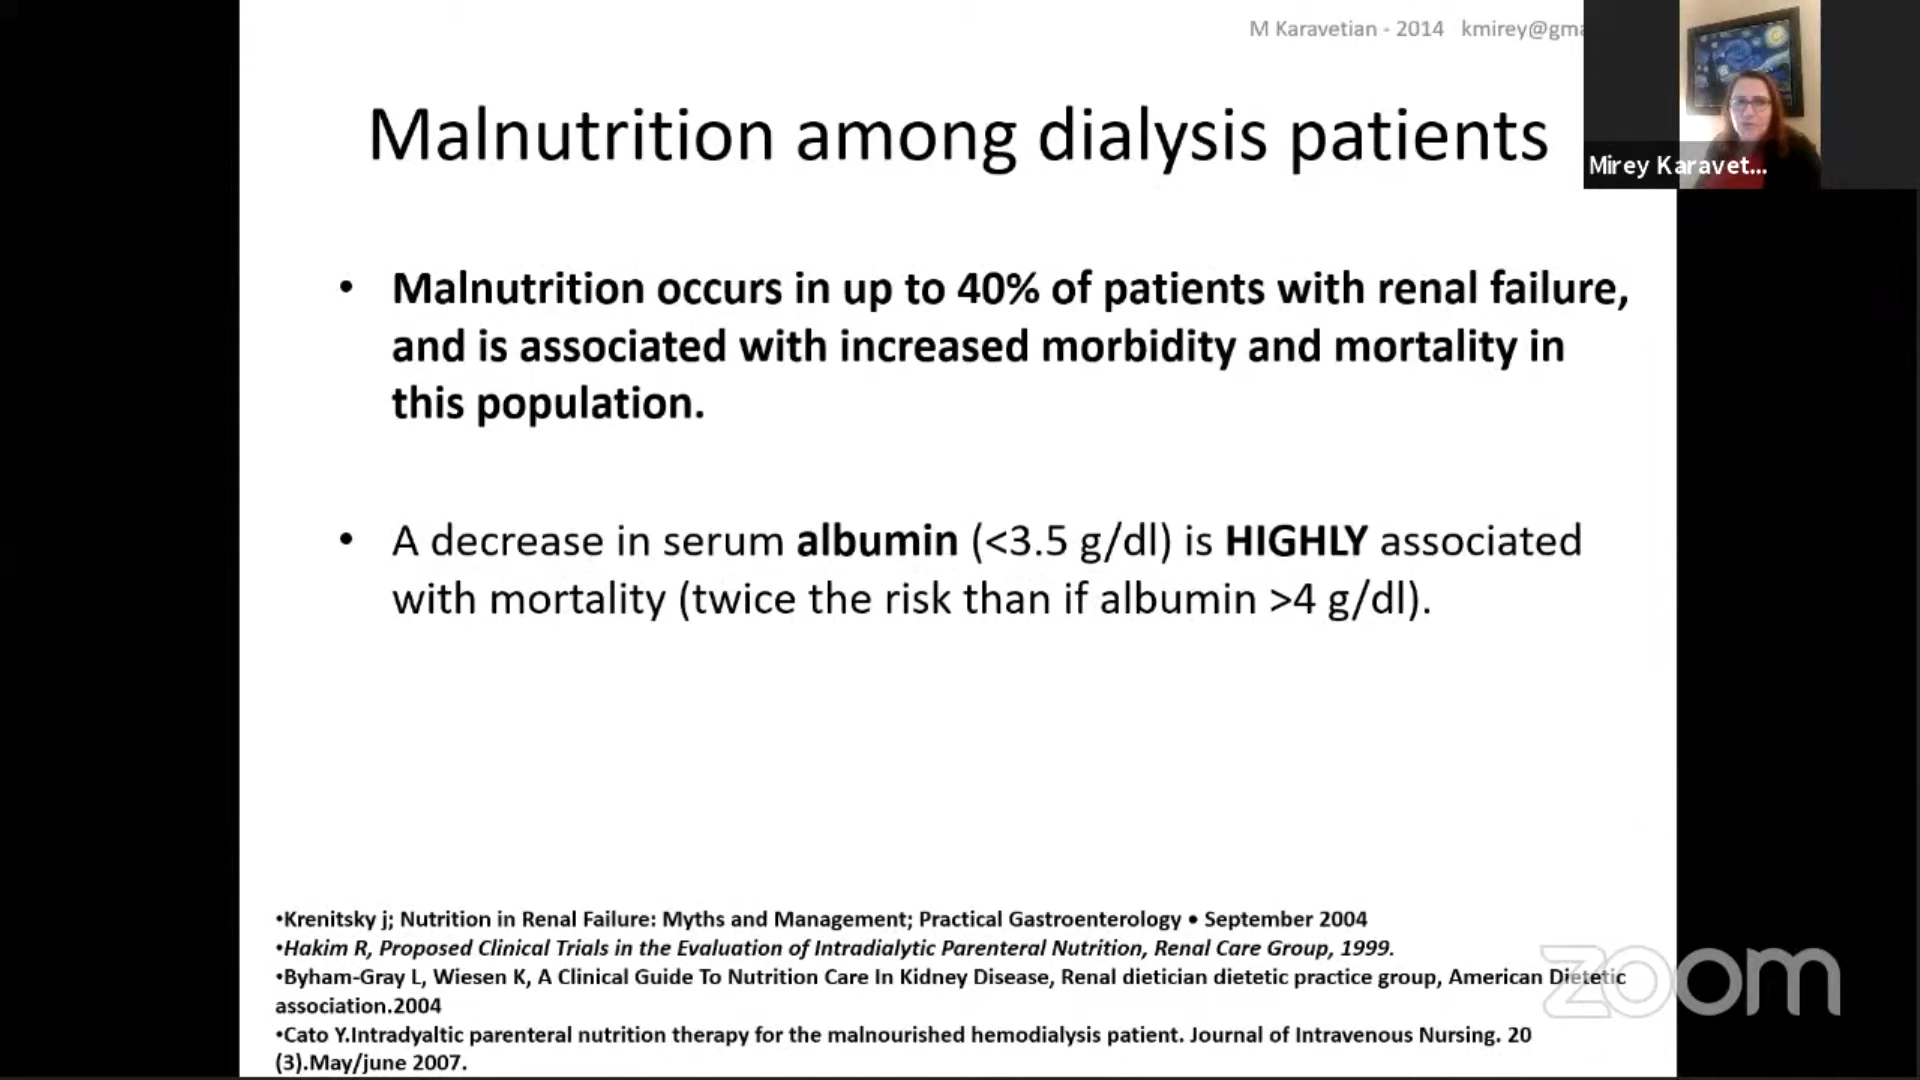 M Karavetian - 2014 kmirey@gma
Mirey Karavet...
Malnutrition among dialysis patients
• Malnutrition occurs in up to 40% of patients with renal failure,
and is associated with increased morbidity and mortality in
this population.
• A decrease in serum albumin (<3.5 g/dl) is HIGHLY associated
with mortality (twice the risk than if albumin >4 g/dl).
•Krenitsky j; Nutrition in Renal Failure: Myths and Management; Practical Gastroenterology • September 2004
•Hakim R, Proposed Clinical Trials in the Evaluation of Intradialytic Parenteral Nutrition, Renal Care Group, 1999.
•Byham-Gray L, Wiesen K, A Clinical Guide To Nutrition Care In Kidney Disease, Renal dietician dietetic practice group, American Dietetic
association.2004
•Cato Y.Intradyaltic parenteral nutrition therapy for the malnourished hemodialysis patient. Journal of Intravenous Nursing. 20
(3).May/june 2007.
zoom